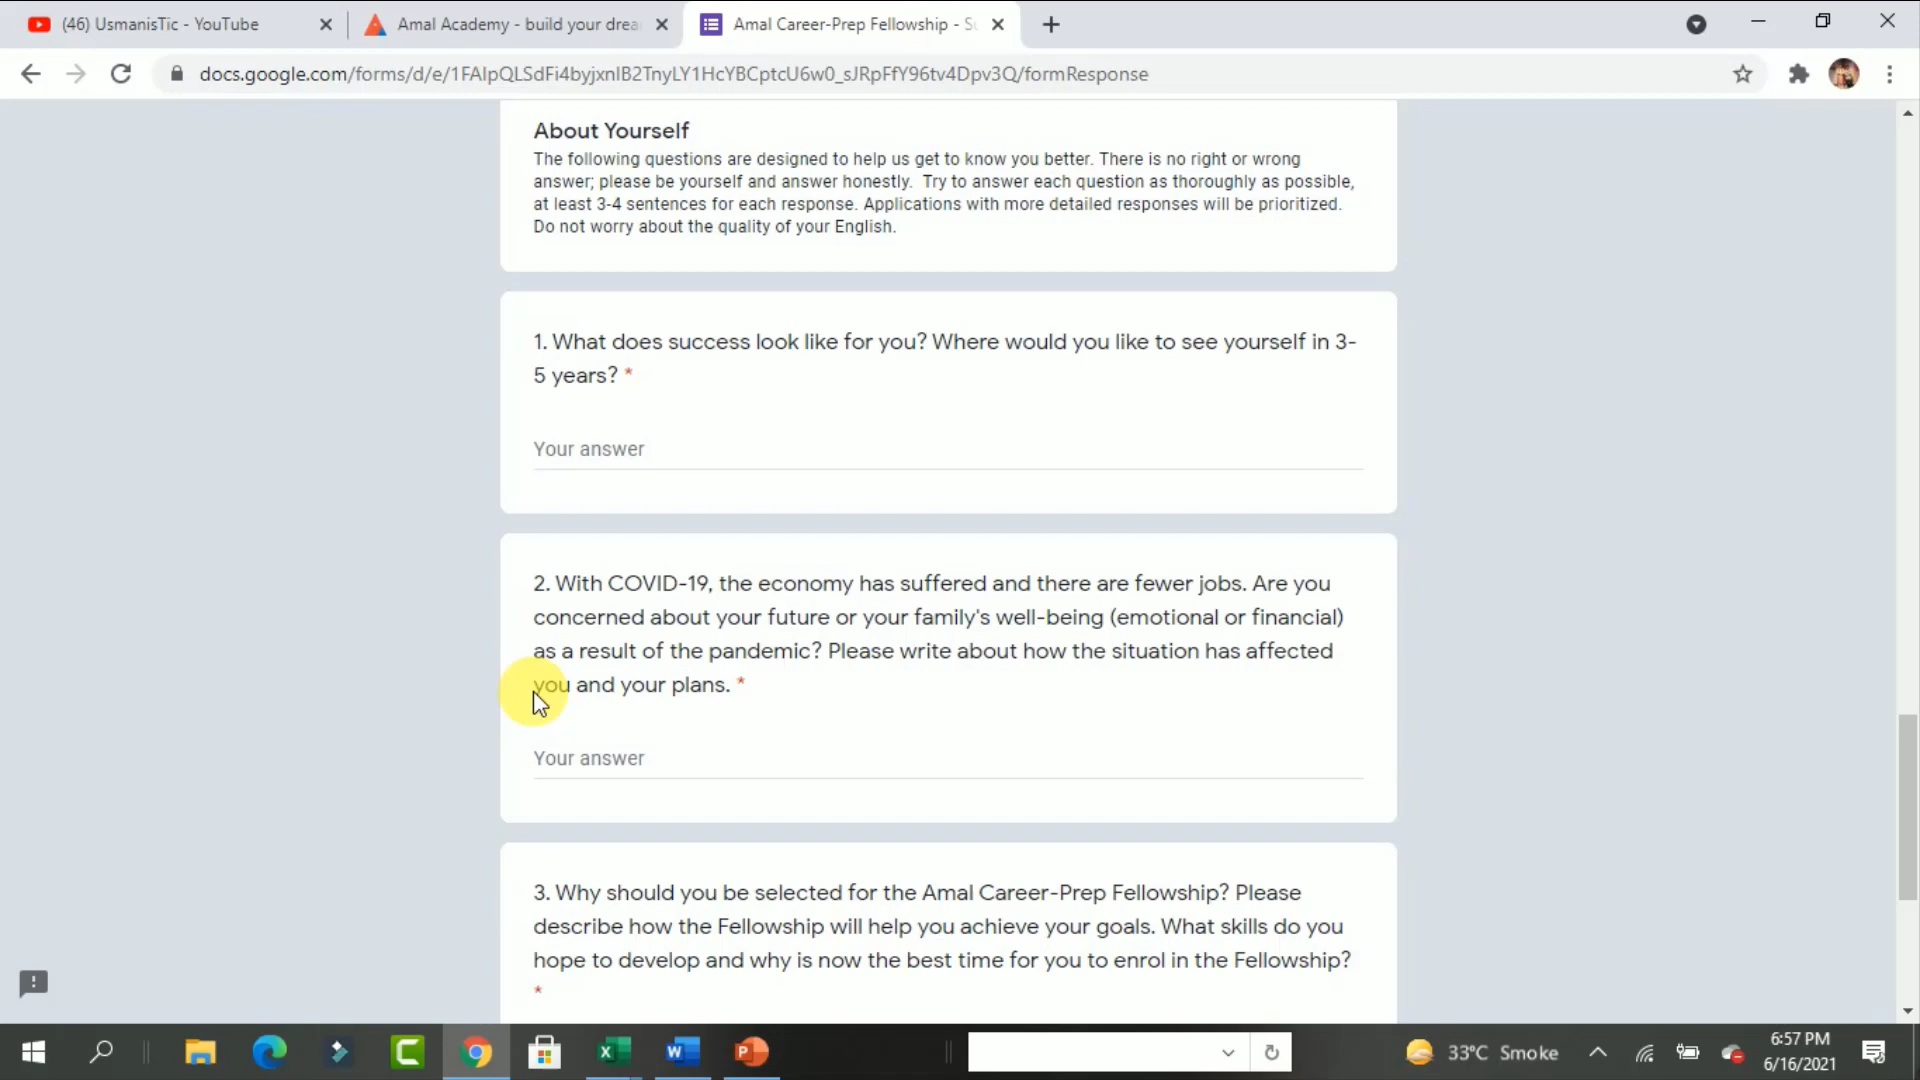 (46) UsmanisTic - YouTube
Amal Academy - build your drea
Amal Career-Prep Fellowship - Su
docs.google.com/forms/d/e/1FAIpQLSdFi4byjxnIB2TnyLY1HcYBCptcU6w0_sJRpFfY96tv4Dpv3Q/formResponse
About Yourself
The following questions are designed to help us get to know you better. There is no right or wrong
answer; please be yourself and answer honestly.  Try to answer each question as thoroughly as possible,
at least 3-4 sentences for each response. Applications with more detailed responses will be prioritized.
Do not worry about the quality of your English.
1. What does success look like for you? Where would you like to see yourself in 3-
5 years? *
Your answer
2. With COVID-19, the economy has suffered and there are fewer jobs. Are you
concerned about your future or your family's well-being (emotional or financial)
as a result of the pandemic? Please write about how the situation has affected
you and your plans. *
Your answer
3. Why should you be selected for the Amal Career-Prep Fellowship? Please
describe how the Fellowship will help you achieve your goals. What skills do you
hope to develop and why is now the best time for you to enrol in the Fellowship?
*
33°C Smoke
6:57 PM
6/16/2021